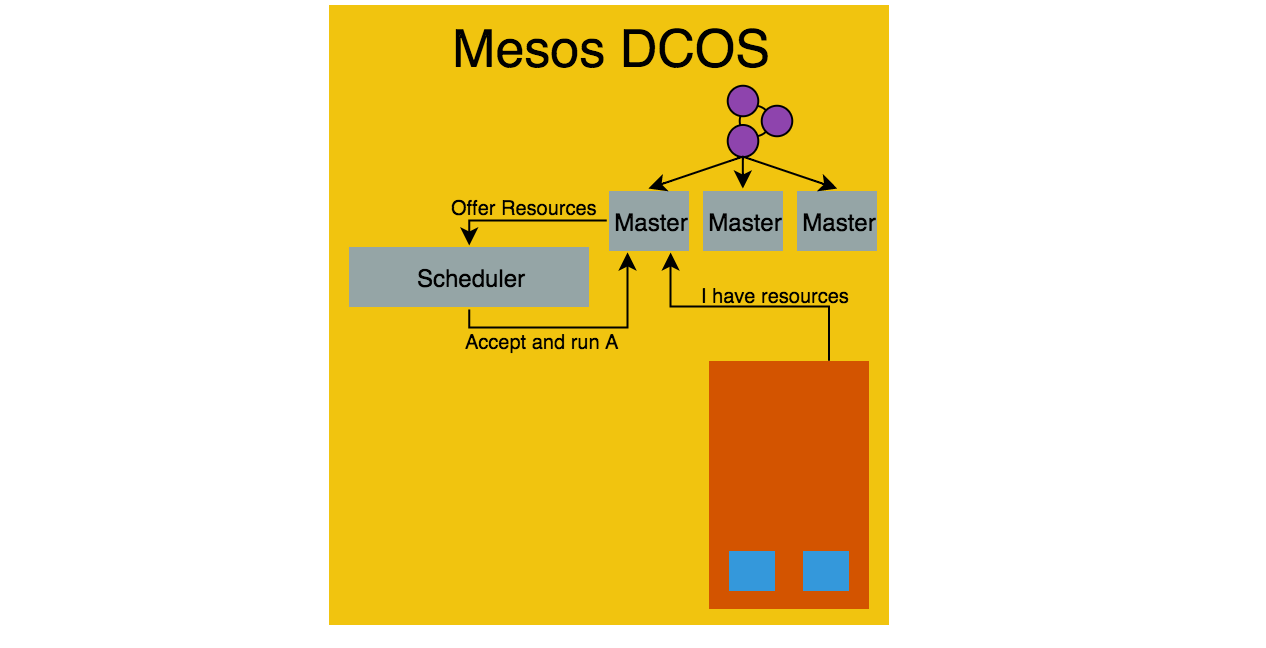 Mesos DCOS
Offer Resources
Master
Master
Master
Scheduler
I have resources
Accept and run A